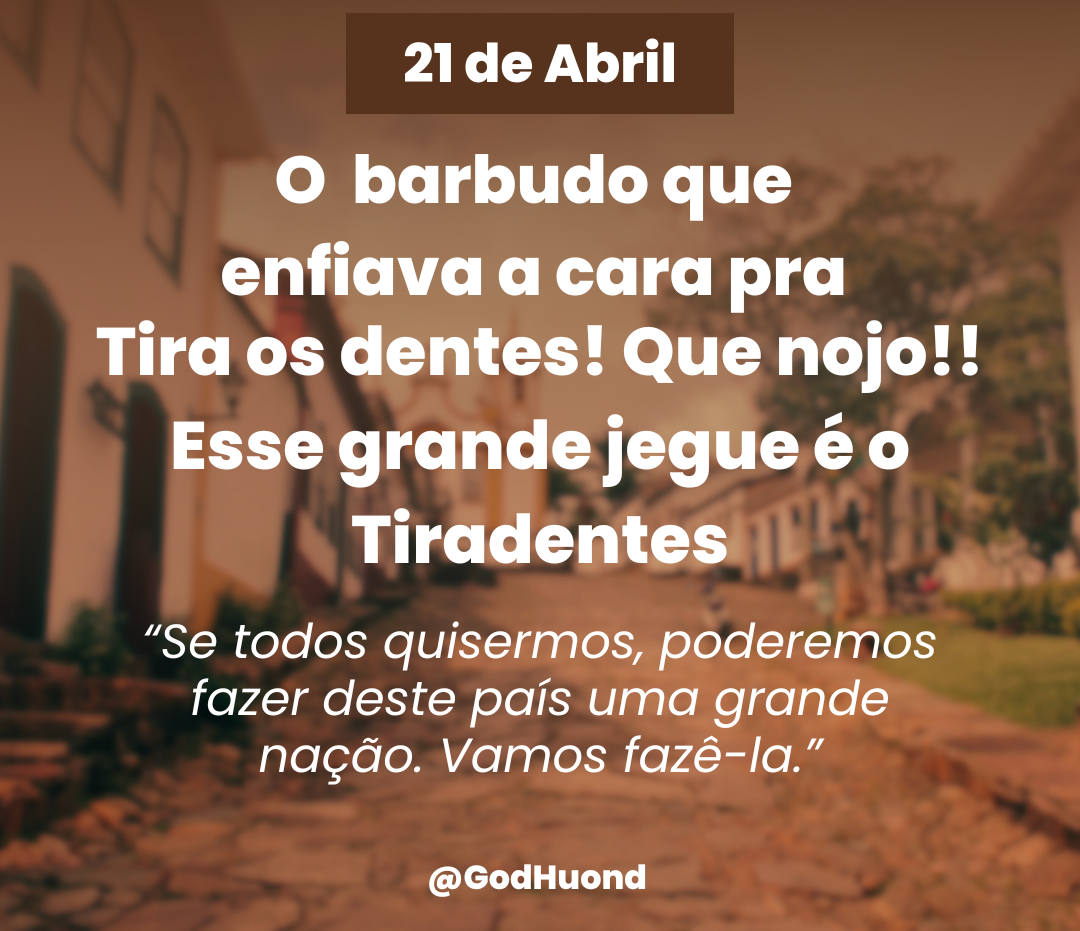 21 de Abril
O barbudo que
enfiava a cara pra
Tira os dentes! Que nojo!!
Esse grande jegue é o
Tiradentes
“Se todos quisermos, poderemos
fazer deste país uma grande
nação. Vamos fazê-la.”
@GodHuond